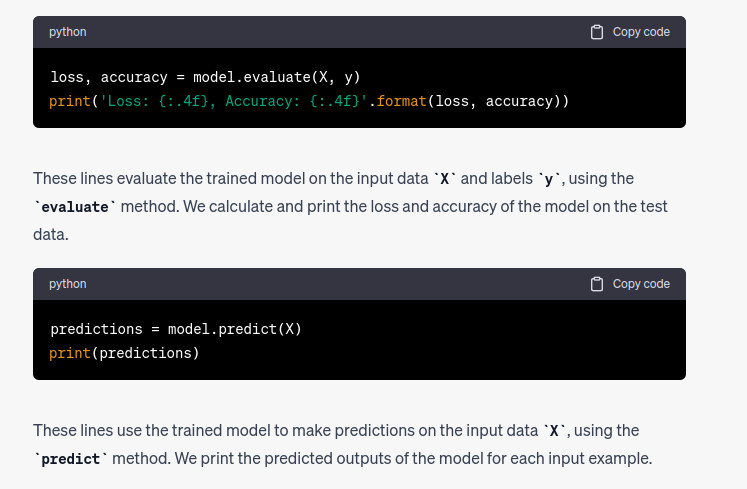 python Copy code
loss, accuracy = model.evaluate(X, y)
print('Loss: {:.4f}, Accuracy: {:.4f}'.format(loss, accuracy))
These lines evaluate the trained model on the input data `X` and labels `y`, using the
`evaluate` method. We calculate and print the loss and accuracy of the model on the test
data.
python Copy code
predictions = model.predict(X)
print(predictions)
These lines use the trained model to make predictions on the input data `X`, using the
`predict` method. We print the predicted outputs of the model for each input example.